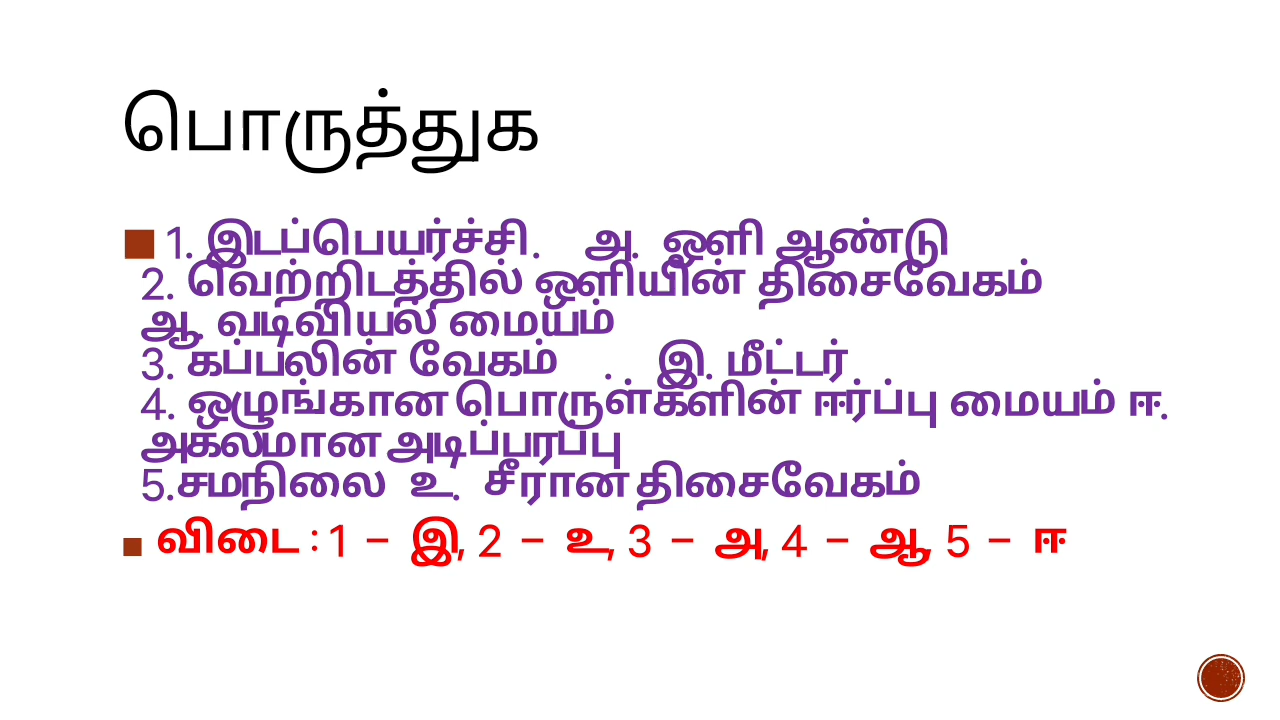 பொருத்துக
1. இடப்பெயர்ச்சி. அ. ஒளி ஆண்டு
2. வெற்றிடத்தில் ஒளியின் திசைவேகம்
ஆ. வடிவியல் மையம்
3. கப்பலின் வேகம் . இ. மீட்டர்
4. ஒழுங்கான பொருள்களின் ஈர்ப்பு மையம் ஈ.
அகலமான அடிப்பரப்பு
5.சமநிலை உ. சீரான திசைவேகம்
விடை : 1 – இ, 2 – உ, 3 – அ, 4 – ஆ, 5 – ஈ